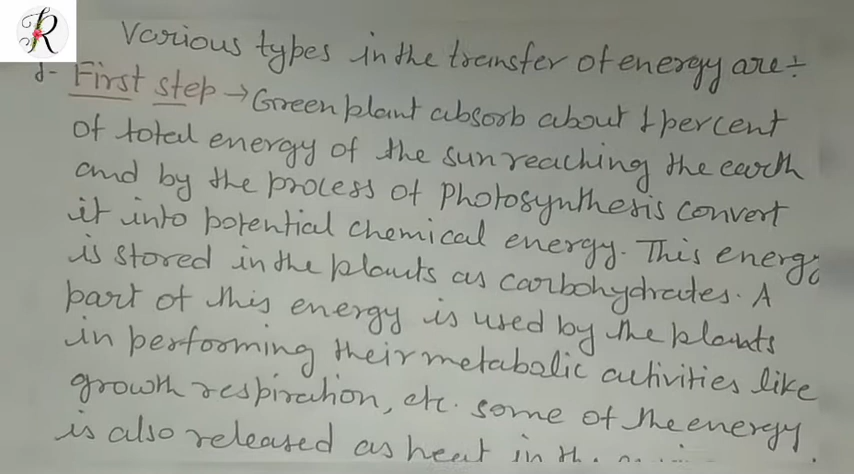 R
Various types in the transfer of energy are ÷
1- First step → Green plant absorb about 1 percent
of total energy of the sun reaching the earth
and by the process of Photosynthesis convert
it into potential chemical energy. This energy
is stored in the plants as carbohydrates. A
part of this energy is used by the plants
in performing their metabolic activities like
growth respiration, etc. some of the energy
is also released as heat in the